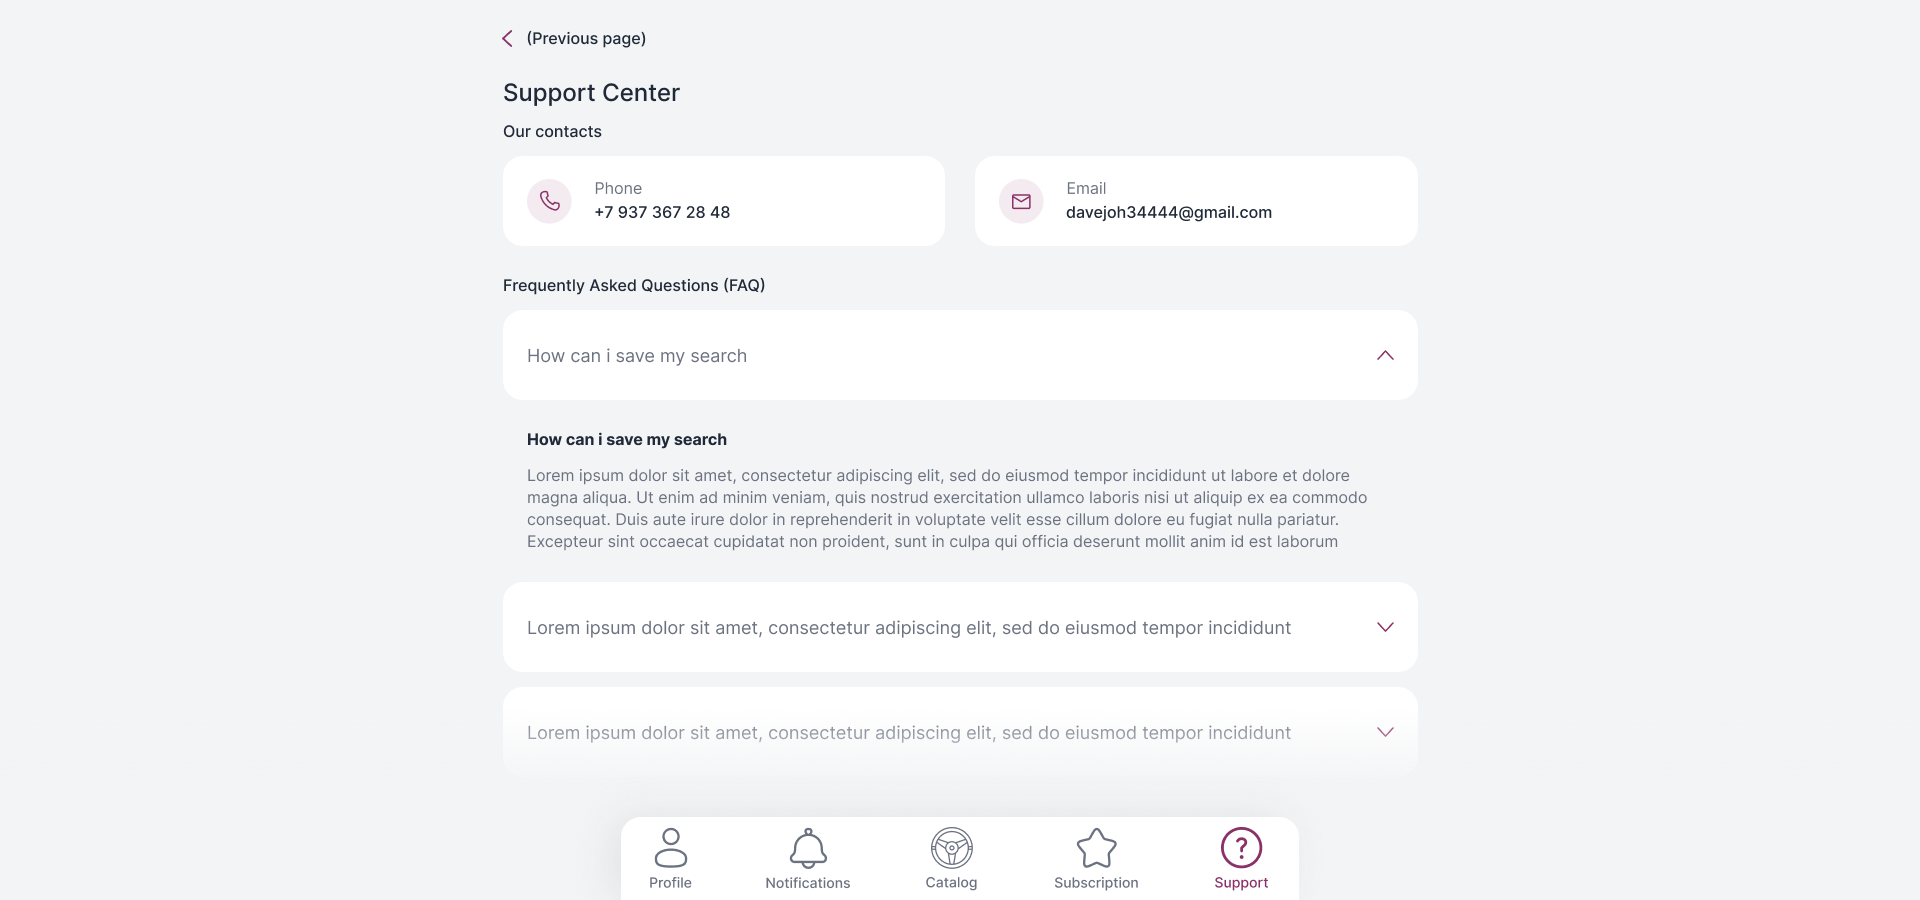 (Previous page)
Support Center
Our contacts
Phone
+7 937 367 28 48
Email
davejoh34444@gmail.com
Frequently Asked Questions (FAQ)
How can i save my search
How can i save my search
Lorem ipsum dolor sit amet, consectetur adipiscing elit, sed do eiusmod tempor incididunt ut labore et dolore
magna aliqua. Ut enim ad minim veniam, quis nostrud exercitation ullamco laboris nisi ut aliquip ex ea commodo
consequat. Duis aute irure dolor in reprehenderit in voluptate velit esse cillum dolore eu fugiat nulla pariatur.
Excepteur sint occaecat cupidatat non proident, sunt in culpa qui officia deserunt mollit anim id est laborum
Lorem ipsum dolor sit amet, consectetur adipiscing elit, sed do eiusmod tempor incididunt
Lorem ipsum dolor sit amet, consectetur adipiscing elit, sed do eiusmod tempor incididunt
Profile
Notifications
Catalog
Subscription
Support